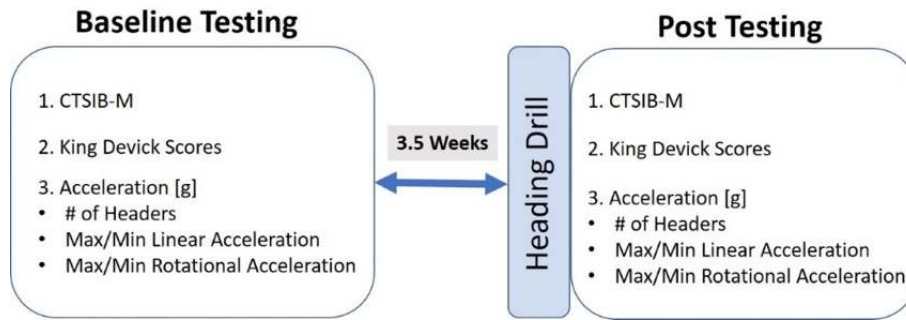 Baseline Testing
1. CTSIB-M
2. King Devick Scores
3. Acceleration [g]
• # of Headers
• Max/Min Linear Acceleration
• Max/Min Rotational Acceleration
3.5 Weeks
Heading Drill
Post Testing
1. CTSIB-M
2. King Devick Scores
3. Acceleration [g]
• # of Headers
• Max/Min Linear Acceleration
• Max/Min Rotational Acceleration